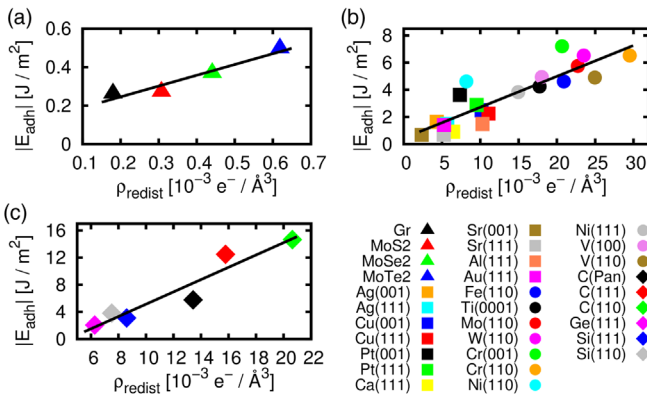 (a)
0.6
0.4
0.2
0
|E_adh| [J / m²]
0.1 0.2 0.3 0.4 0.5 0.6 0.7
ρ_redist [10⁻³ e⁻ / Å³]
(b)
8
6
4
2
0
|E_adh| [J / m²]
0 5 10 15 20 25 30
ρ_redist [10⁻³ e⁻ / Å³]
(c)
16
12
8
4
0
|E_adh| [J / m²]
6 8 10 12 14 16 18 20 22
ρ_redist [10⁻³ e⁻ / Å³]
Gr
MoS2
MoSe2
MoTe2
Ag(001)
Ag(111)
Cu(001)
Cu(111)
Pt(001)
Pt(111)
Ca(111)
Sr(001)
Sr(111)
Al(111)
Au(111)
Fe(110)
Ti(0001)
Mo(110)
W(110)
Cr(001)
Cr(110)
Ni(110)
Ni(111)
V(100)
V(110)
C(Pan)
C(111)
C(110)
Ge(111)
Si(111)
Si(110)